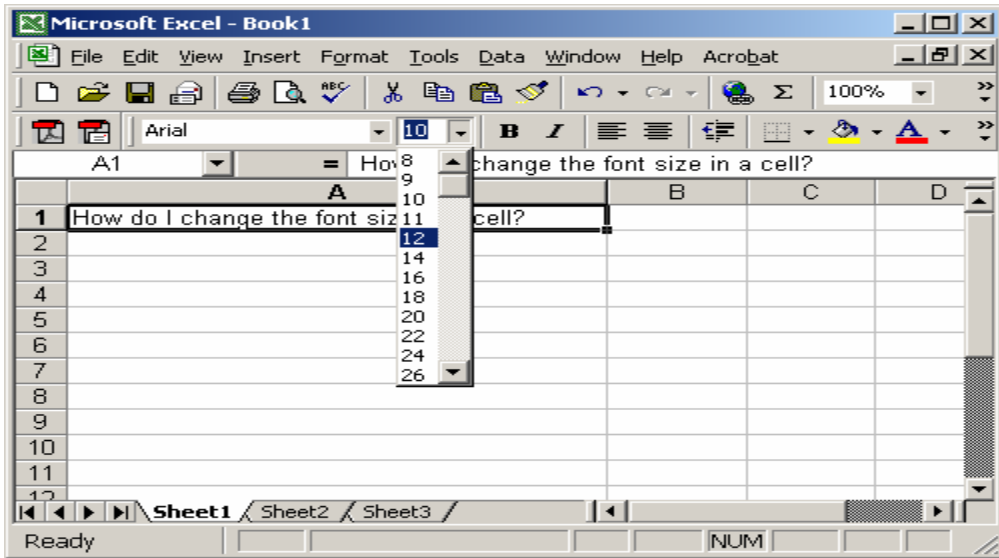 Microsoft Excel - Book1
File Edit View Insert Format Tools Data Window Help Acrobat
ABC Σ 100%
Arial 10 B I A
A1 = How change the font size in a cell?
8
9
10
11
12
14
16
18
20
22
24
26
A B C D
1 How do I change the font siz cell?
2
3
4
5
6
7
8
9
10
11
12
Sheet1 Sheet2 Sheet3
Ready NUM